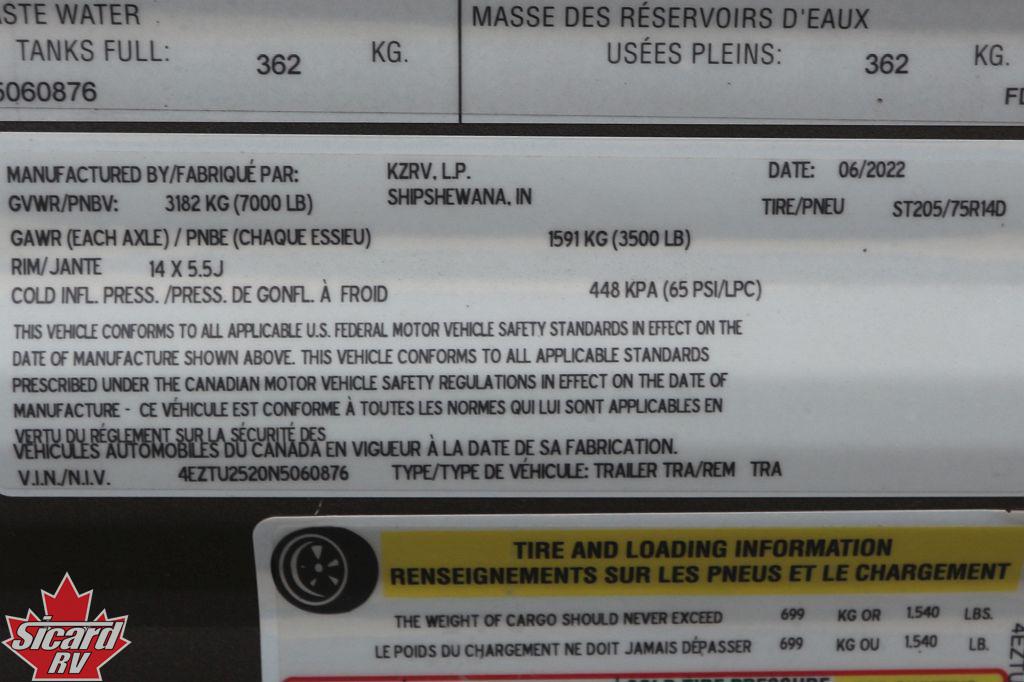 ASTE WATER
TANKS FULL: 362 KG.
5060876
MASSE DES RÉSERVOIRS D'EAUX
USÉES PLEINS: 362 KG.
MANUFACTURED BY/FABRIQUÉ PAR: KZRV, L.P. DATE: 06/2022
GVWR/PNBV: 3182 KG (7000 LB) SHIPSHEWANA, IN TIRE/PNEU ST205/75R14D
GAWR (EACH AXLE) / PNBE (CHAQUE ESSIEU) 1591 KG (3500 LB)
RIM/JANTE 14 X 5.5J
COLD INFL. PRESS. /PRESS. DE GONFL. À FROID 448 KPA (65 PSI/LPC)
THIS VEHICLE CONFORMS TO ALL APPLICABLE U.S. FEDERAL MOTOR VEHICLE SAFETY STANDARDS IN EFFECT ON THE
DATE OF MANUFACTURE SHOWN ABOVE. THIS VEHICLE CONFORMS TO ALL APPLICABLE STANDARDS
PRESCRIBED UNDER THE CANADIAN MOTOR VEHICLE SAFETY REGULATIONS IN EFFECT ON THE DATE OF
MANUFACTURE - CE VÉHICULE EST CONFORME À TOUTES LES NORMES QUI LUI SONT APPLICABLES EN
VERTU DU RÉGLEMENT SUR LA SÉCURITÉ DES
VÉHICULES AUTOMOBILES DU CANADA EN VIGUEUR À LA DATE DE SA FABRICATION.
V.I.N./N.I.V. 4EZTU2520N5060876 TYPE/TYPE DE VÉHICULE: TRAILER TRA/REM TRA
TIRE AND LOADING INFORMATION
RENSEIGNEMENTS SUR LES PNEUS ET LE CHARGEMENT
THE WEIGHT OF CARGO SHOULD NEVER EXCEED 699 KG OR 1,540 LBS.
LE POIDS DU CHARGEMENT NE DOIT JAMAIS DÉPASSER 699 KG OU 1,540 LB.
4EZTU
Sicard
RV